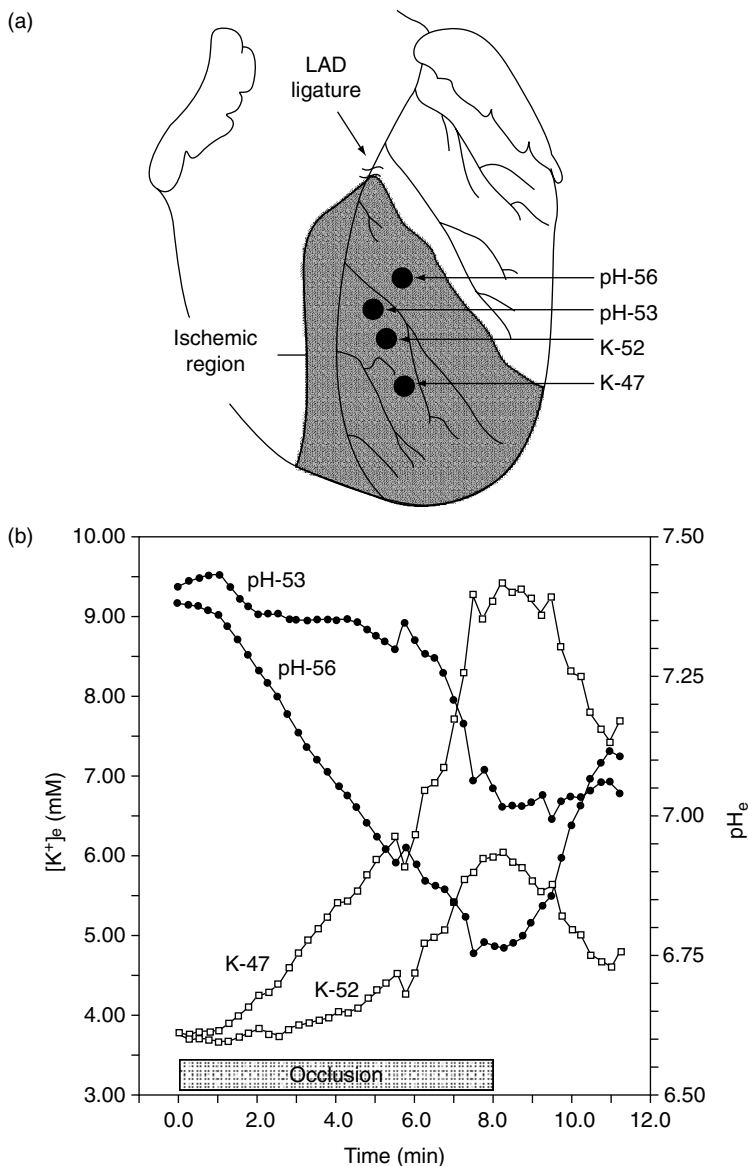 (a)
LAD
ligature
pH-56
pH-53
K-52
K-47
Ischemic
region
(b)
10.00
9.00
8.00
7.00
6.00
5.00
4.00
3.00
[K+]e (mM)
7.50
7.25
7.00
6.75
6.50
pHe
pH-53
pH-56
K-47
K-52
Occlusion
0.0 2.0 4.0 6.0 8.0 10.0 12.0
Time (min)